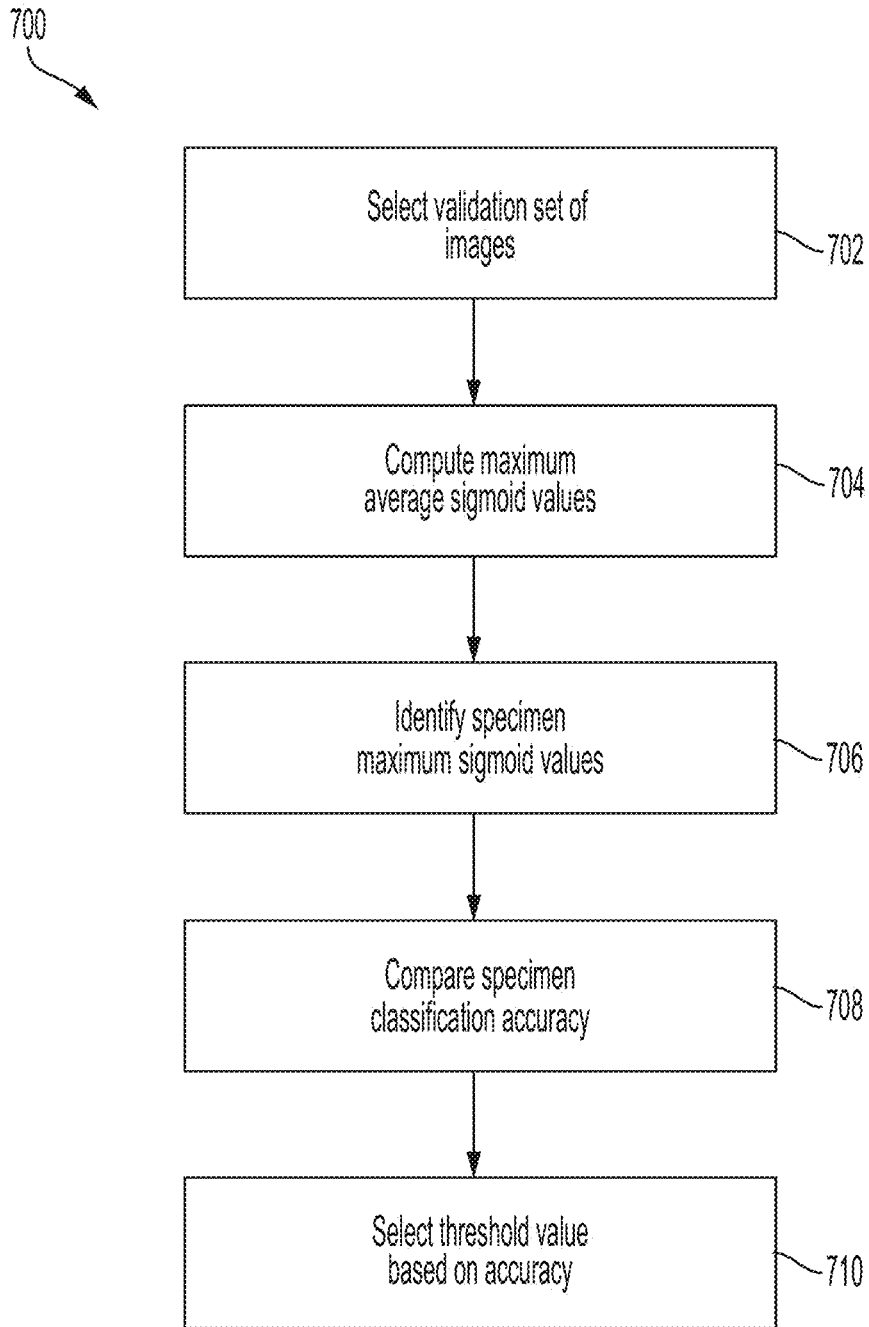 700
Select validation set of
images
702
Compute maximum
average sigmoid values
704
Identify specimen
maximum sigmoid values
706
Compare specimen
classification accuracy
708
Select threshold value
based on accuracy
710